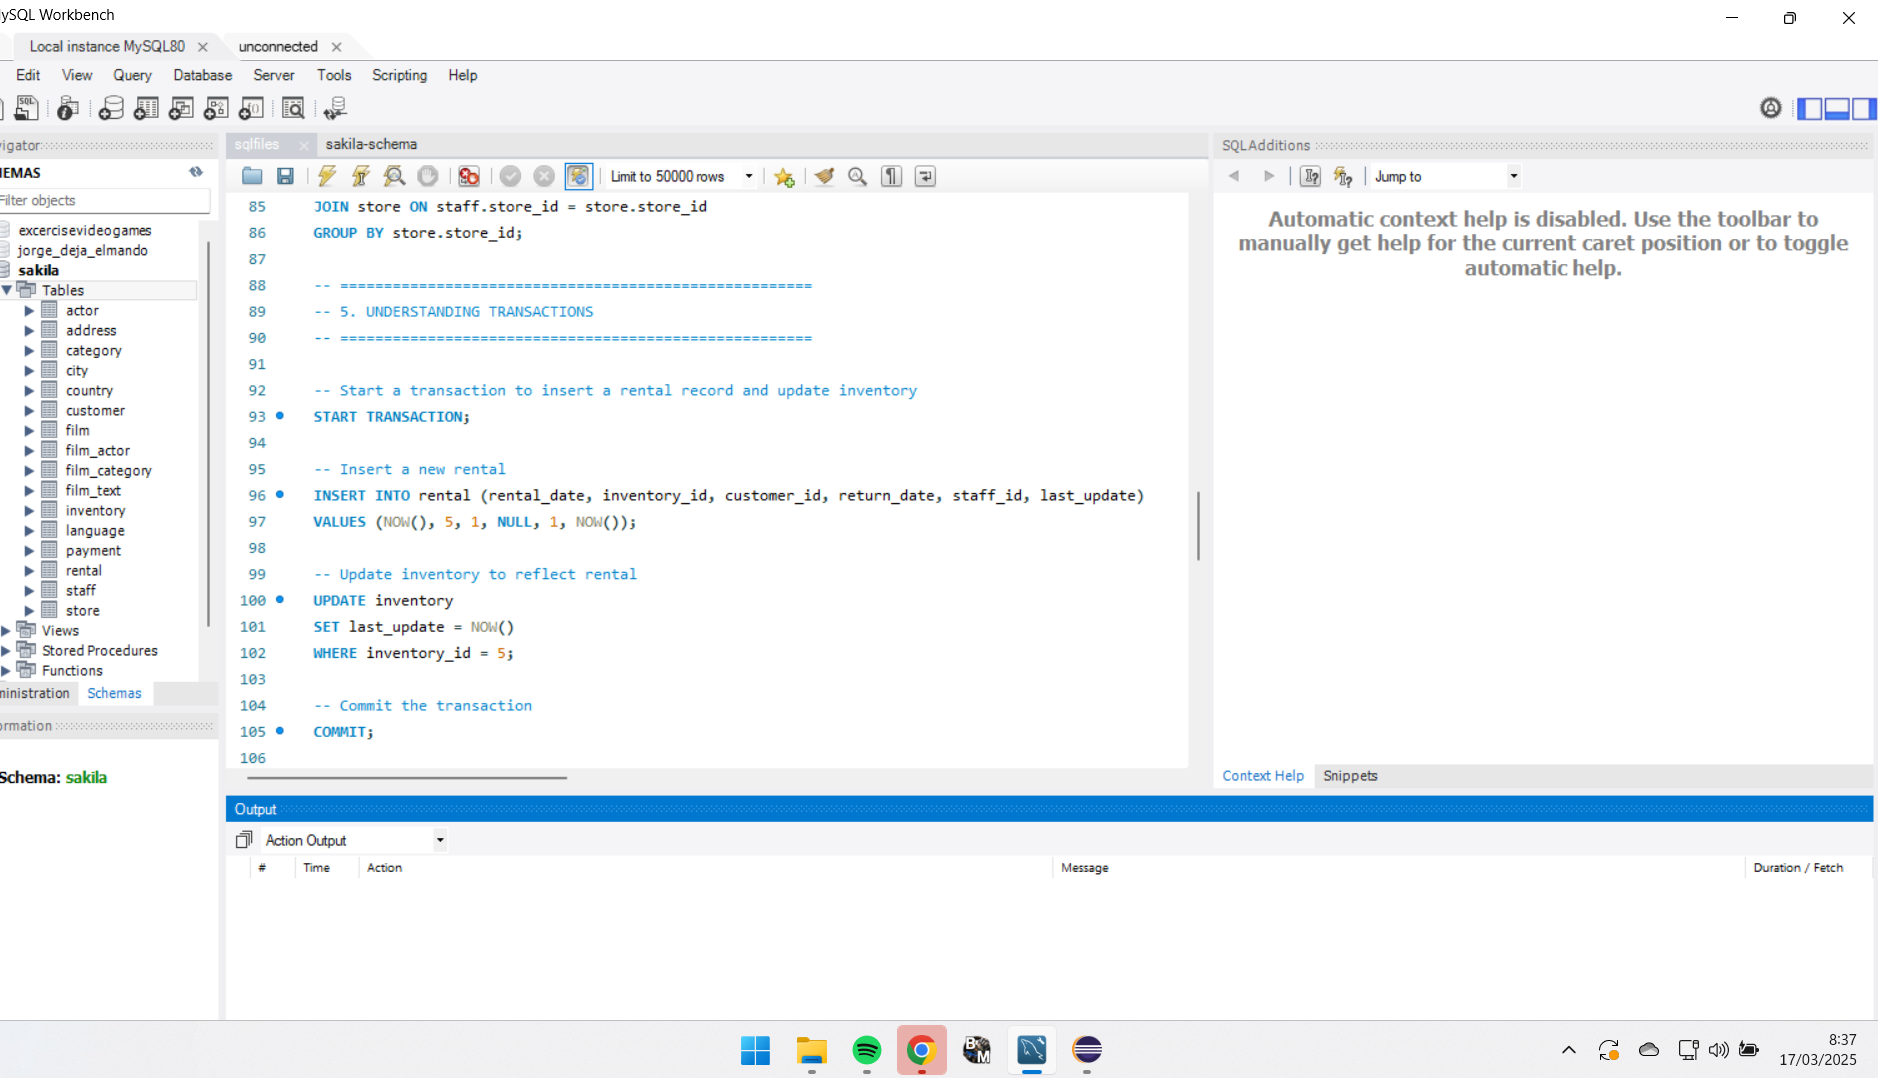 ySQL Workbench
Local instance MySQL80
unconnected
Edit View Query Database Server Tools Scripting Help
igator
sqlfiles
sakila-schema
SQLAdditions
EMAS
Limit to 50000 rows
Jump to
Filter objects
excercisevideogames
jorge_deja_elmando
sakila
Tables
actor
address
category
city
country
customer
film
film_actor
film_category
film_text
inventory
language
payment
rental
staff
store
Views
Stored Procedures
Functions
ministration Schemas
ormation
Schema: sakila
85 JOIN store ON staff.store_id = store.store_id
86 GROUP BY store.store_id;
87
88 -- ======================================================
89 -- 5. UNDERSTANDING TRANSACTIONS
90 -- ======================================================
91
92 -- Start a transaction to insert a rental record and update inventory
93 START TRANSACTION;
94
95 -- Insert a new rental
96 INSERT INTO rental (rental_date, inventory_id, customer_id, return_date, staff_id, last_update)
97 VALUES (NOW(), 5, 1, NULL, 1, NOW());
98
99 -- Update inventory to reflect rental
100 UPDATE inventory
101 SET last_update = NOW()
102 WHERE inventory_id = 5;
103
104 -- Commit the transaction
105 COMMIT;
106
Automatic context help is disabled. Use the toolbar to
manually get help for the current caret position or to toggle
automatic help.
Context Help Snippets
Output
Action Output
# Time Action Message Duration / Fetch
8:37
17/03/2025